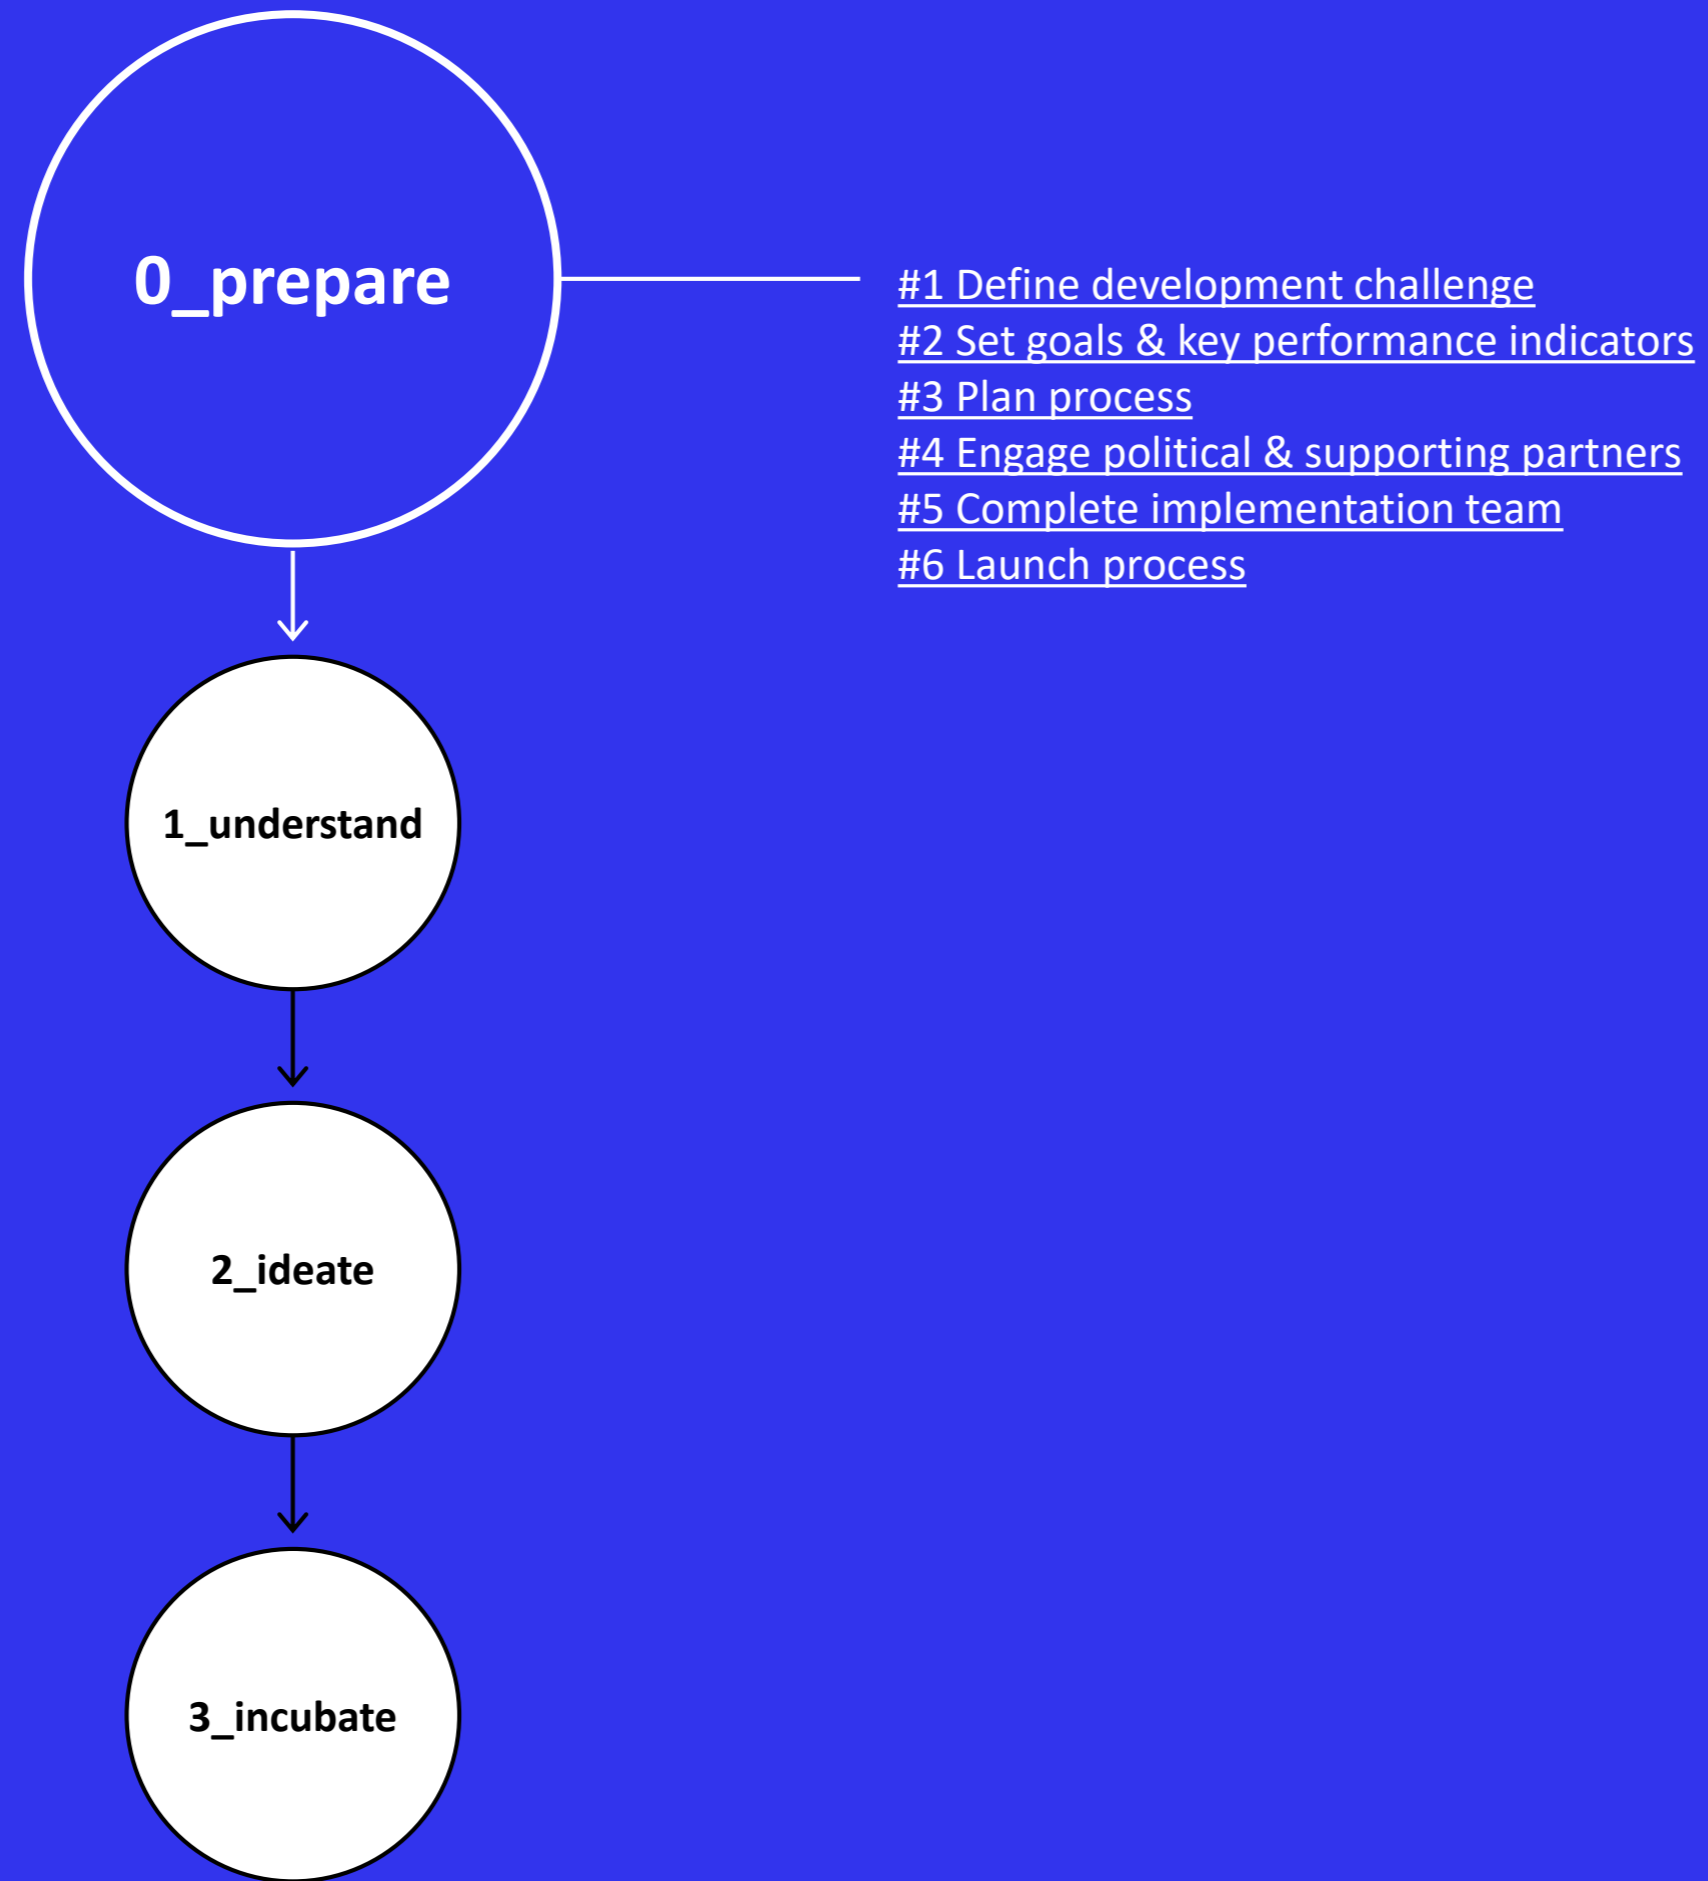 0_prepare
#1 Define development challenge
#2 Set goals & key performance indicators
#3 Plan process
#4 Engage political & supporting partners
#5 Complete implementation team
#6 Launch process
1_understand
2_ideate
3_incubate